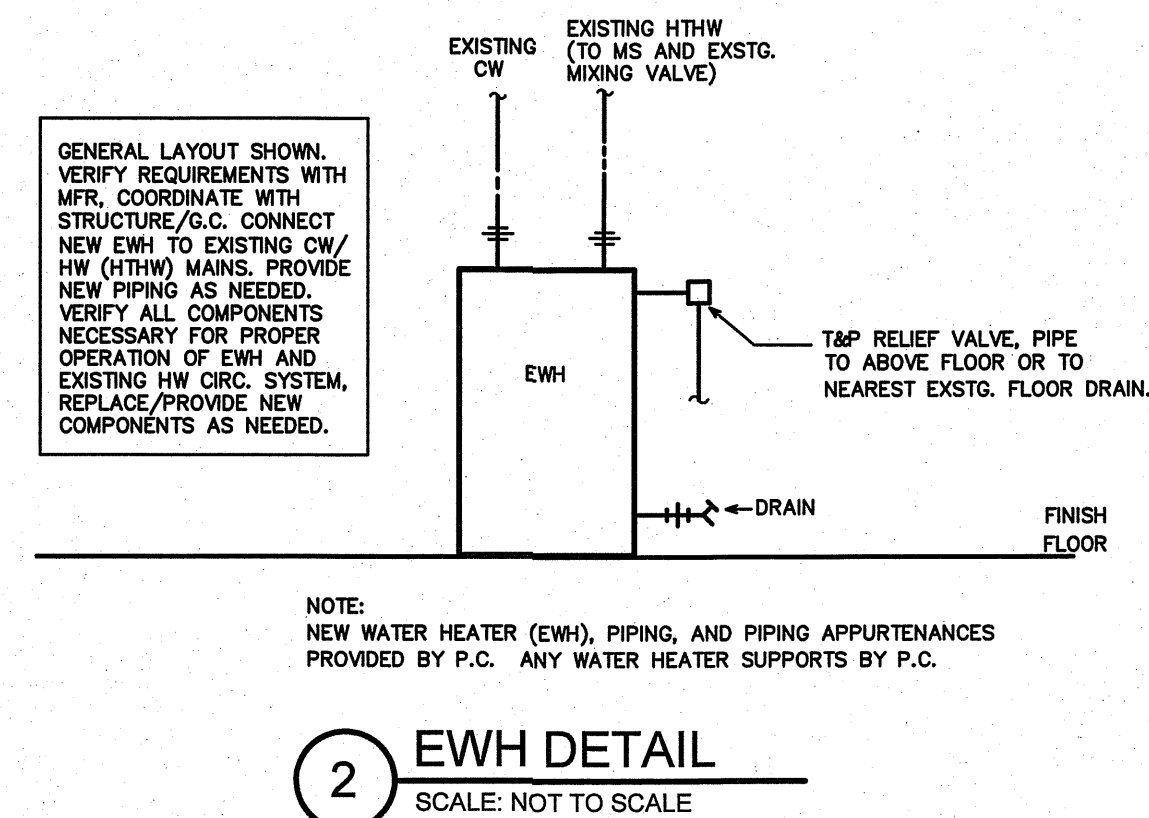 EXISTING
CW
EXISTING HTHW
(TO MS AND EXSTG.
MIXING VALVE)
GENERAL LAYOUT SHOWN.
VERIFY REQUIREMENTS WITH
MFR, COORDINATE WITH
STRUCTURE/G.C. CONNECT
NEW EWH TO EXISTING CW/
HW (HTHW) MAINS. PROVIDE
NEW PIPING AS NEEDED.
VERIFY ALL COMPONENTS
NECESSARY FOR PROPER
OPERATION OF EWH AND
EXISTING HW CIRC. SYSTEM,
REPLACE/PROVIDE NEW
COMPONENTS AS NEEDED.
EWH
T&P RELIEF VALVE, PIPE
TO ABOVE FLOOR OR TO
NEAREST EXSTG. FLOOR DRAIN.
DRAIN
FINISH
FLOOR
NOTE:
NEW WATER HEATER (EWH), PIPING, AND PIPING APPURTENANCES
PROVIDED BY P.C. ANY WATER HEATER SUPPORTS BY P.C.
2
EWH DETAIL
SCALE: NOT TO SCALE